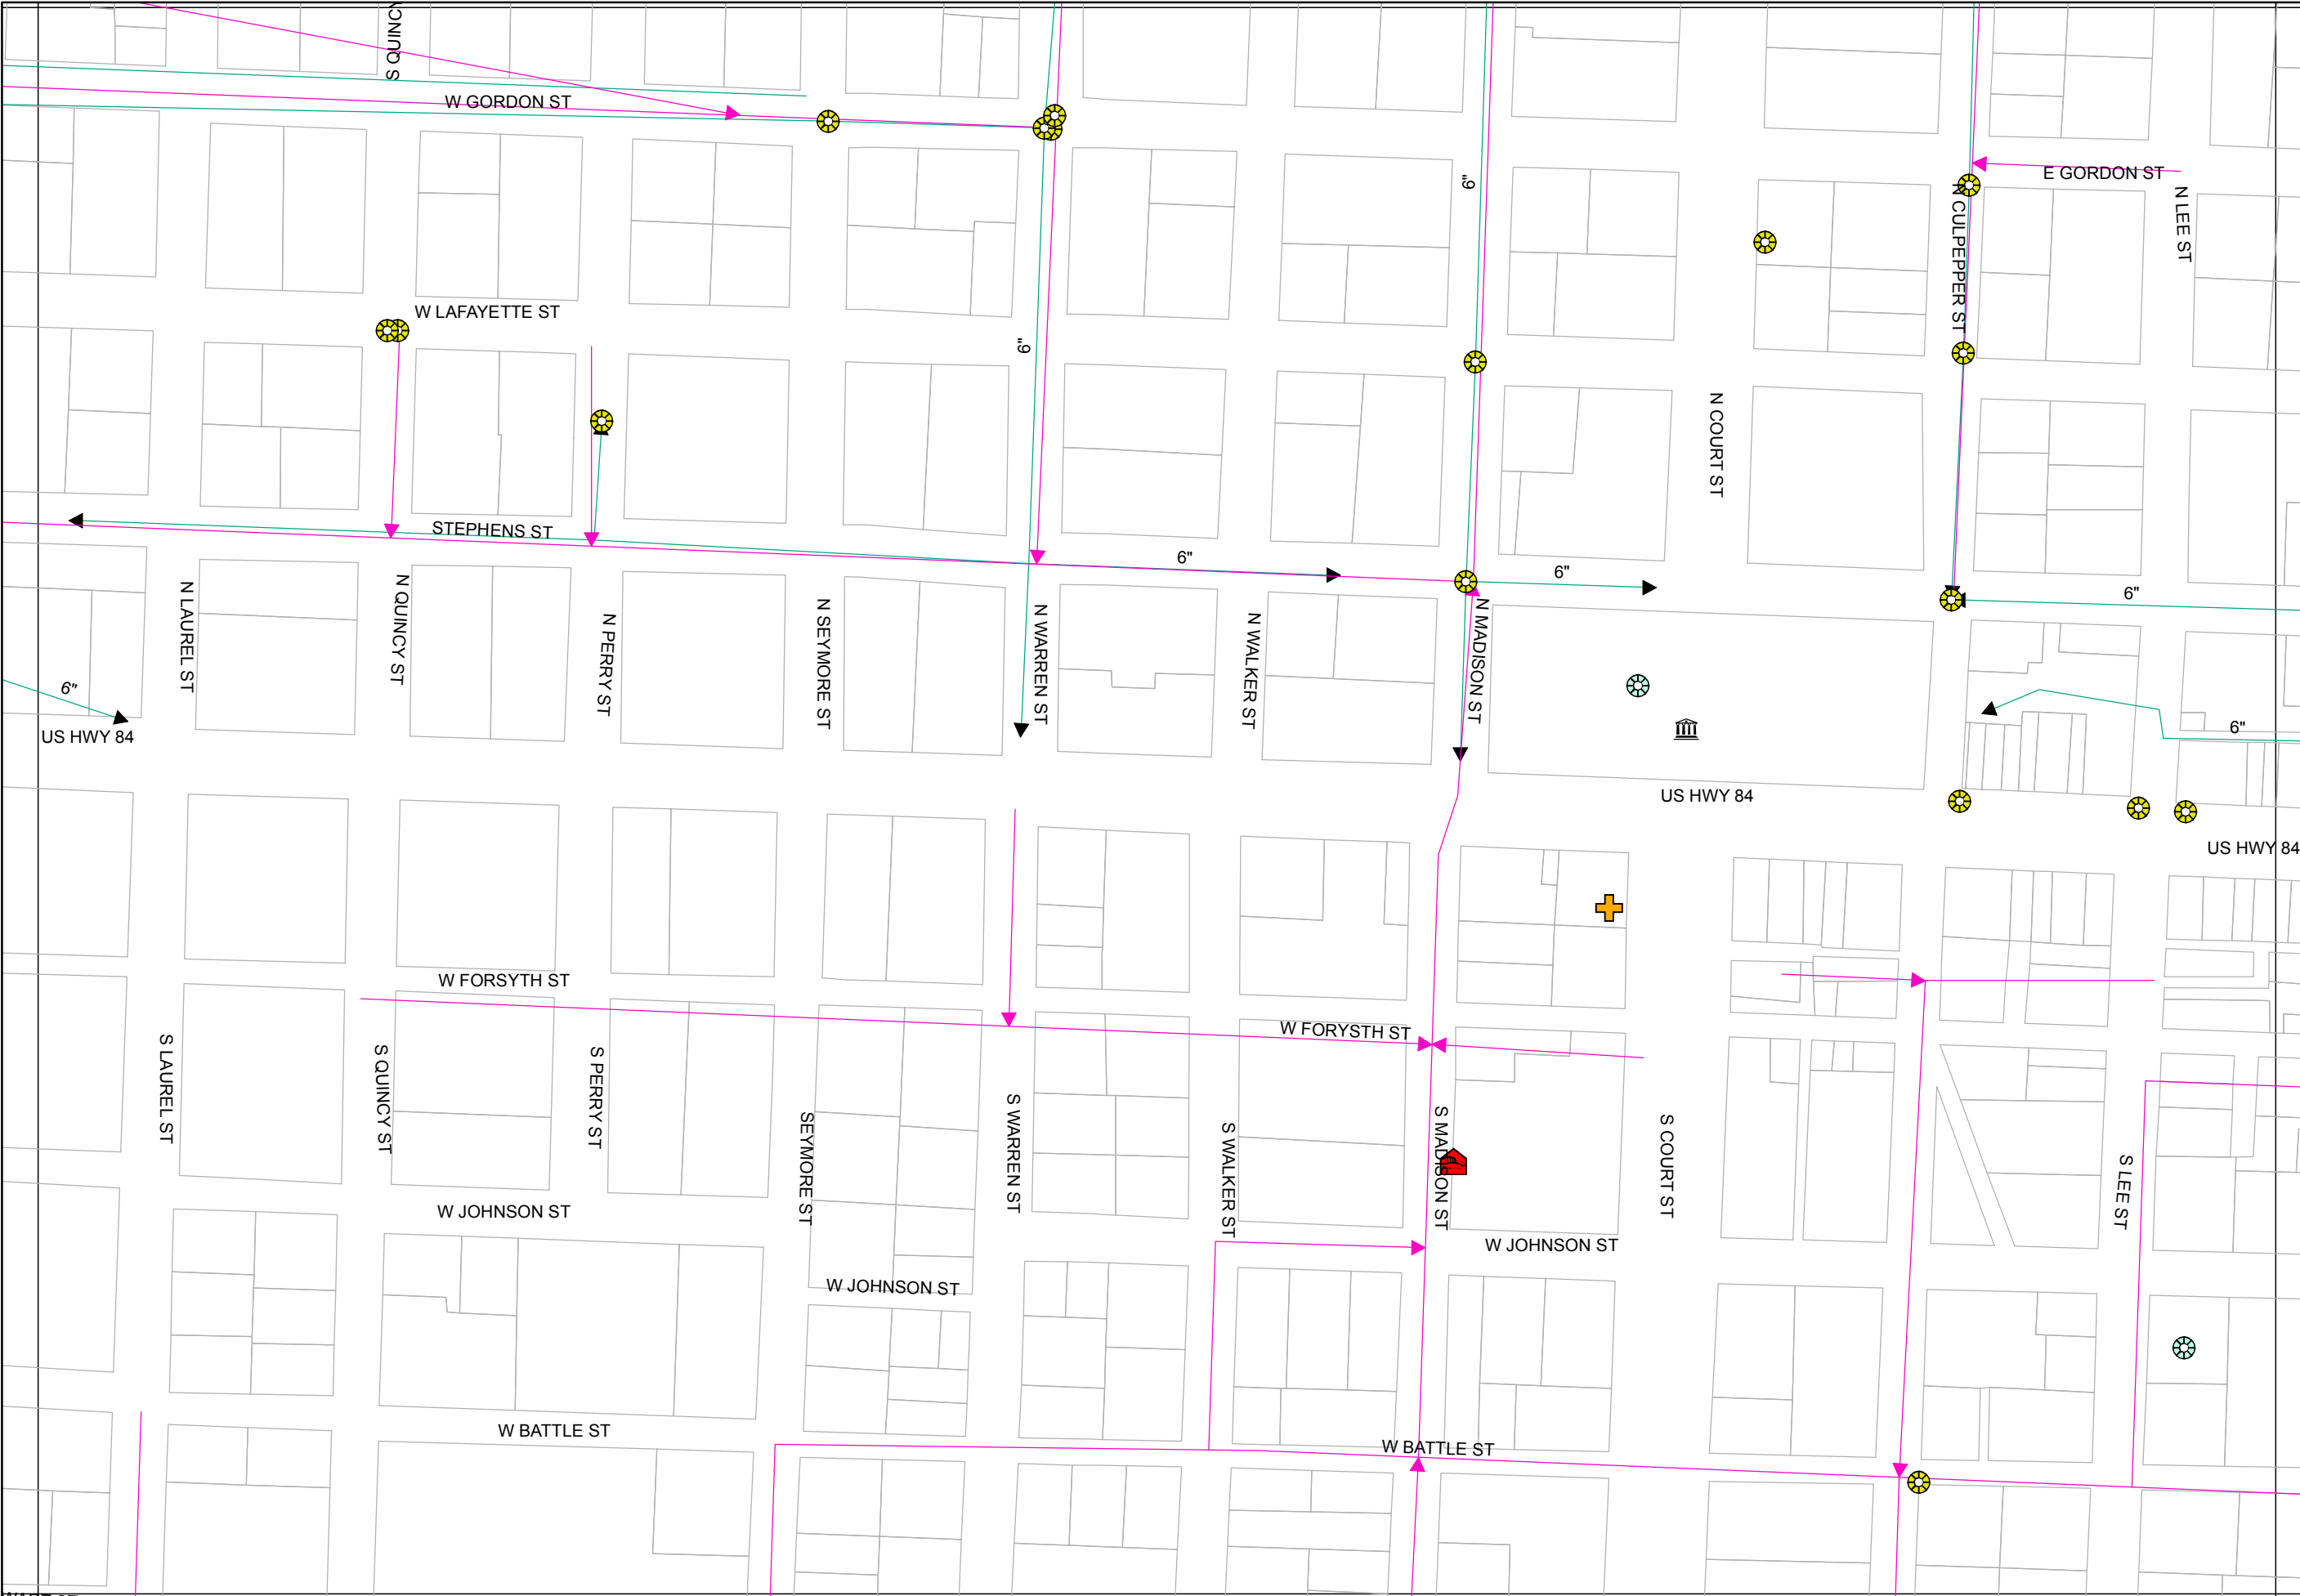 S QUINCY
W GORDON ST
6"
E GORDON ST
N CULPEPPER ST
N LEE ST
W LAFAYETTE ST
6"
N COURT ST
STEPHENS ST
6"
6"
6"
N LAUREL ST
N QUINCY ST
N PERRY ST
N SEYMORE ST
N WARREN ST
N WALKER ST
N MADISON ST
6"
US HWY 84
6"
US HWY 84
US HWY 84
W FORSYTH ST
W FORYSTH ST
S LAUREL ST
S QUINCY ST
S PERRY ST
SEYMORE ST
S WARREN ST
S WALKER ST
S MADISON ST
S COURT ST
S LEE ST
W JOHNSON ST
W JOHNSON ST
W JOHNSON ST
W BATTLE ST
W BATTLE ST